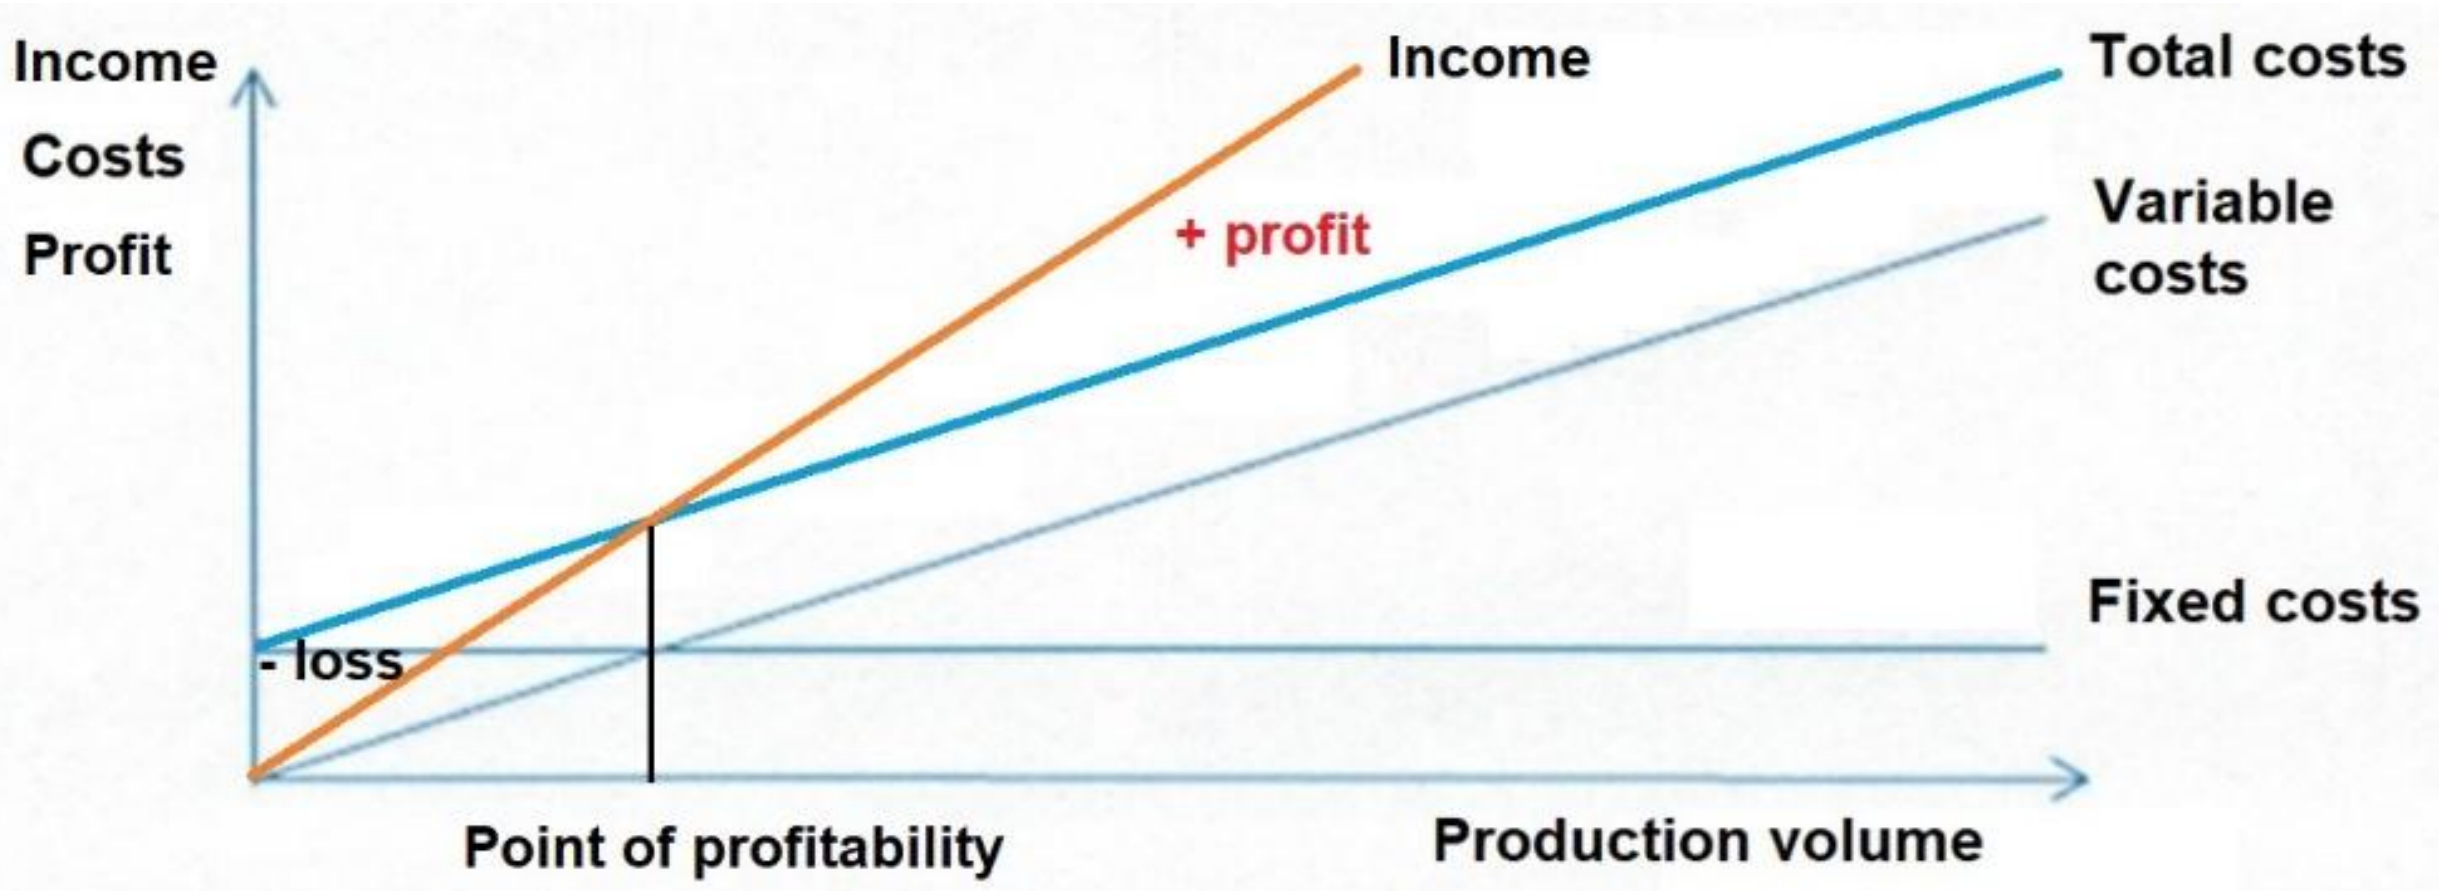 Income
Costs
Profit
Income
Total costs
+ profit
Variable
costs
Fixed costs
- loss
Point of profitability
Production volume